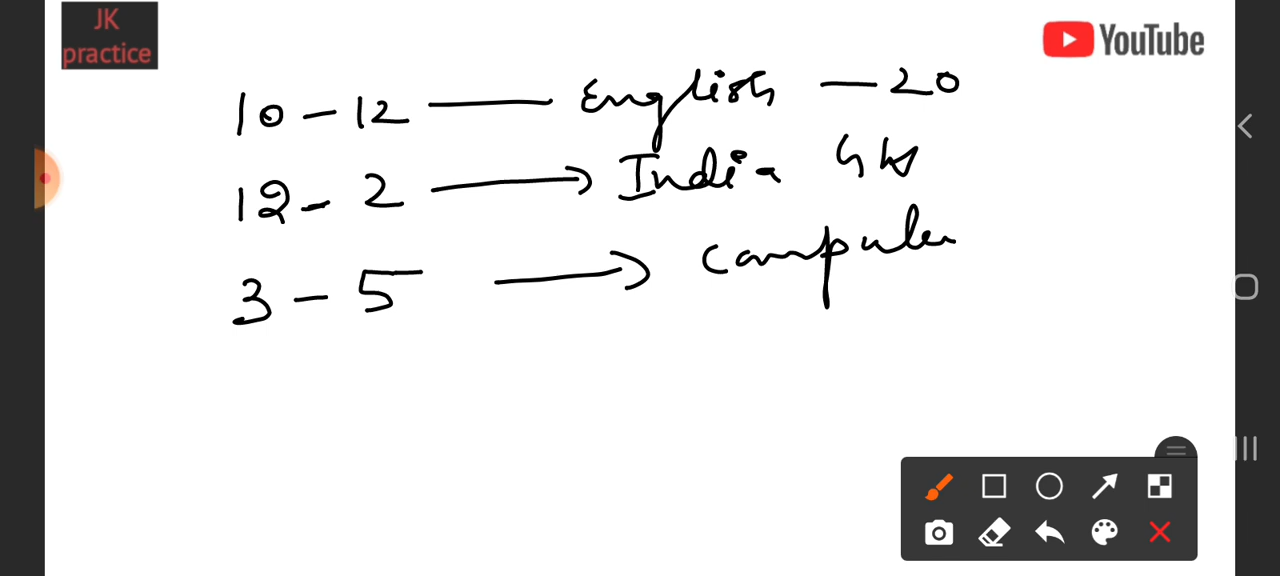 JK
practice
YouTube
10 - 12 — English - 20
12 - 2 → India GK
3 - 5 → Computer